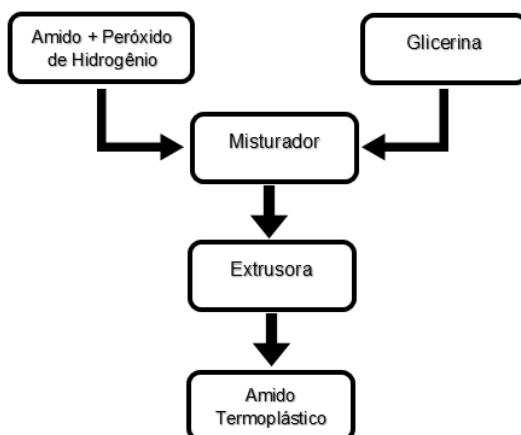 Amido + Peróxido
de Hidrogênio
Glicerina
Misturador
Extrusora
Amido
Termoplástico